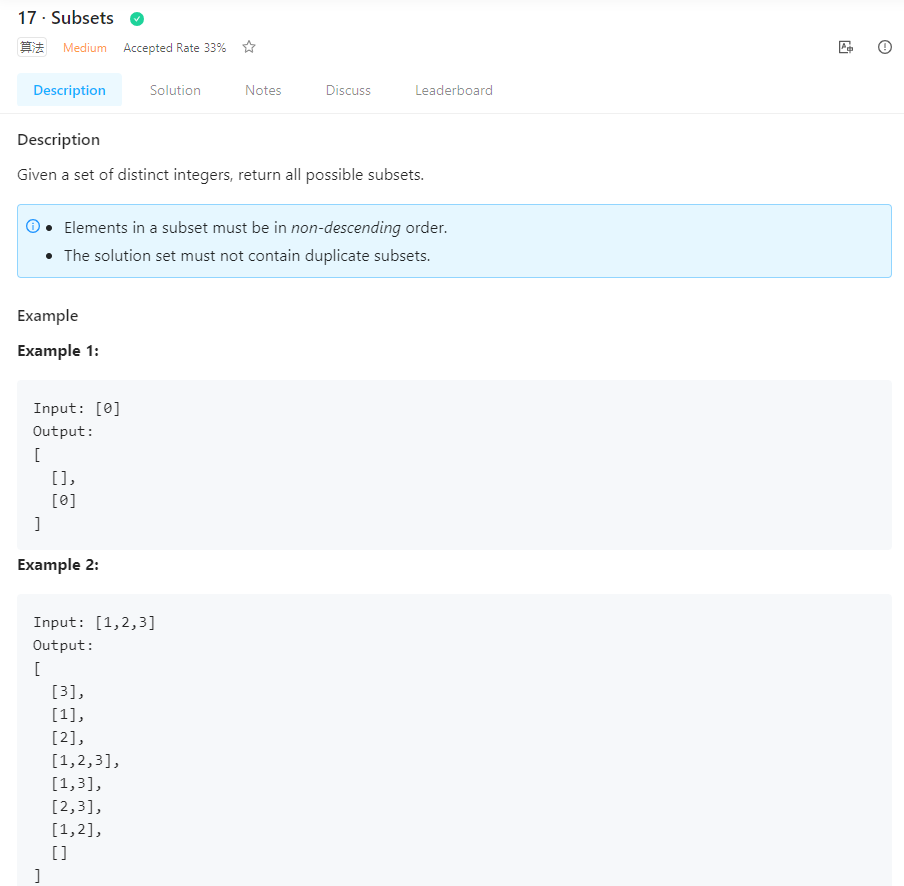 17 · Subsets
算法 Medium Accepted Rate 33%
Description Solution Notes Discuss Leaderboard
Description
Given a set of distinct integers, return all possible subsets.
• Elements in a subset must be in non-descending order.
• The solution set must not contain duplicate subsets.
Example
Example 1:
Input: [0]
Output:
[
  [],
  [0]
]
Example 2:
Input: [1,2,3]
Output:
[
  [3],
  [1],
  [2],
  [1,2,3],
  [1,3],
  [2,3],
  [1,2],
  []
]